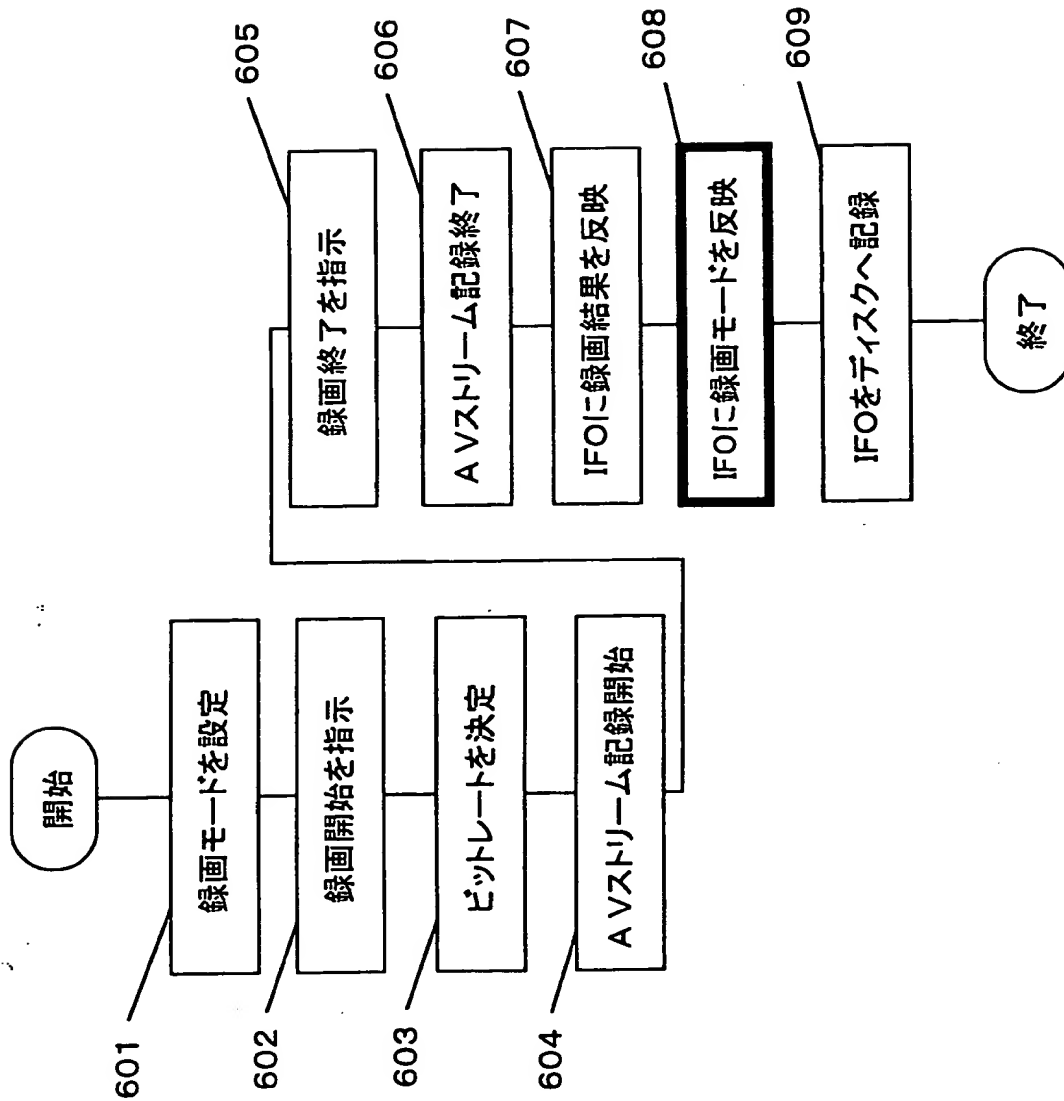 開始
601
録画モードを設定
602
録画開始を指示
603
ビットレートを決定
604
AVストリーム記録開始
605
録画終了を指示
606
AVストリーム記録終了
607
IFOに録画結果を反映
608
IFOに録画モードを反映
609
IFOをディスクへ記録
終了